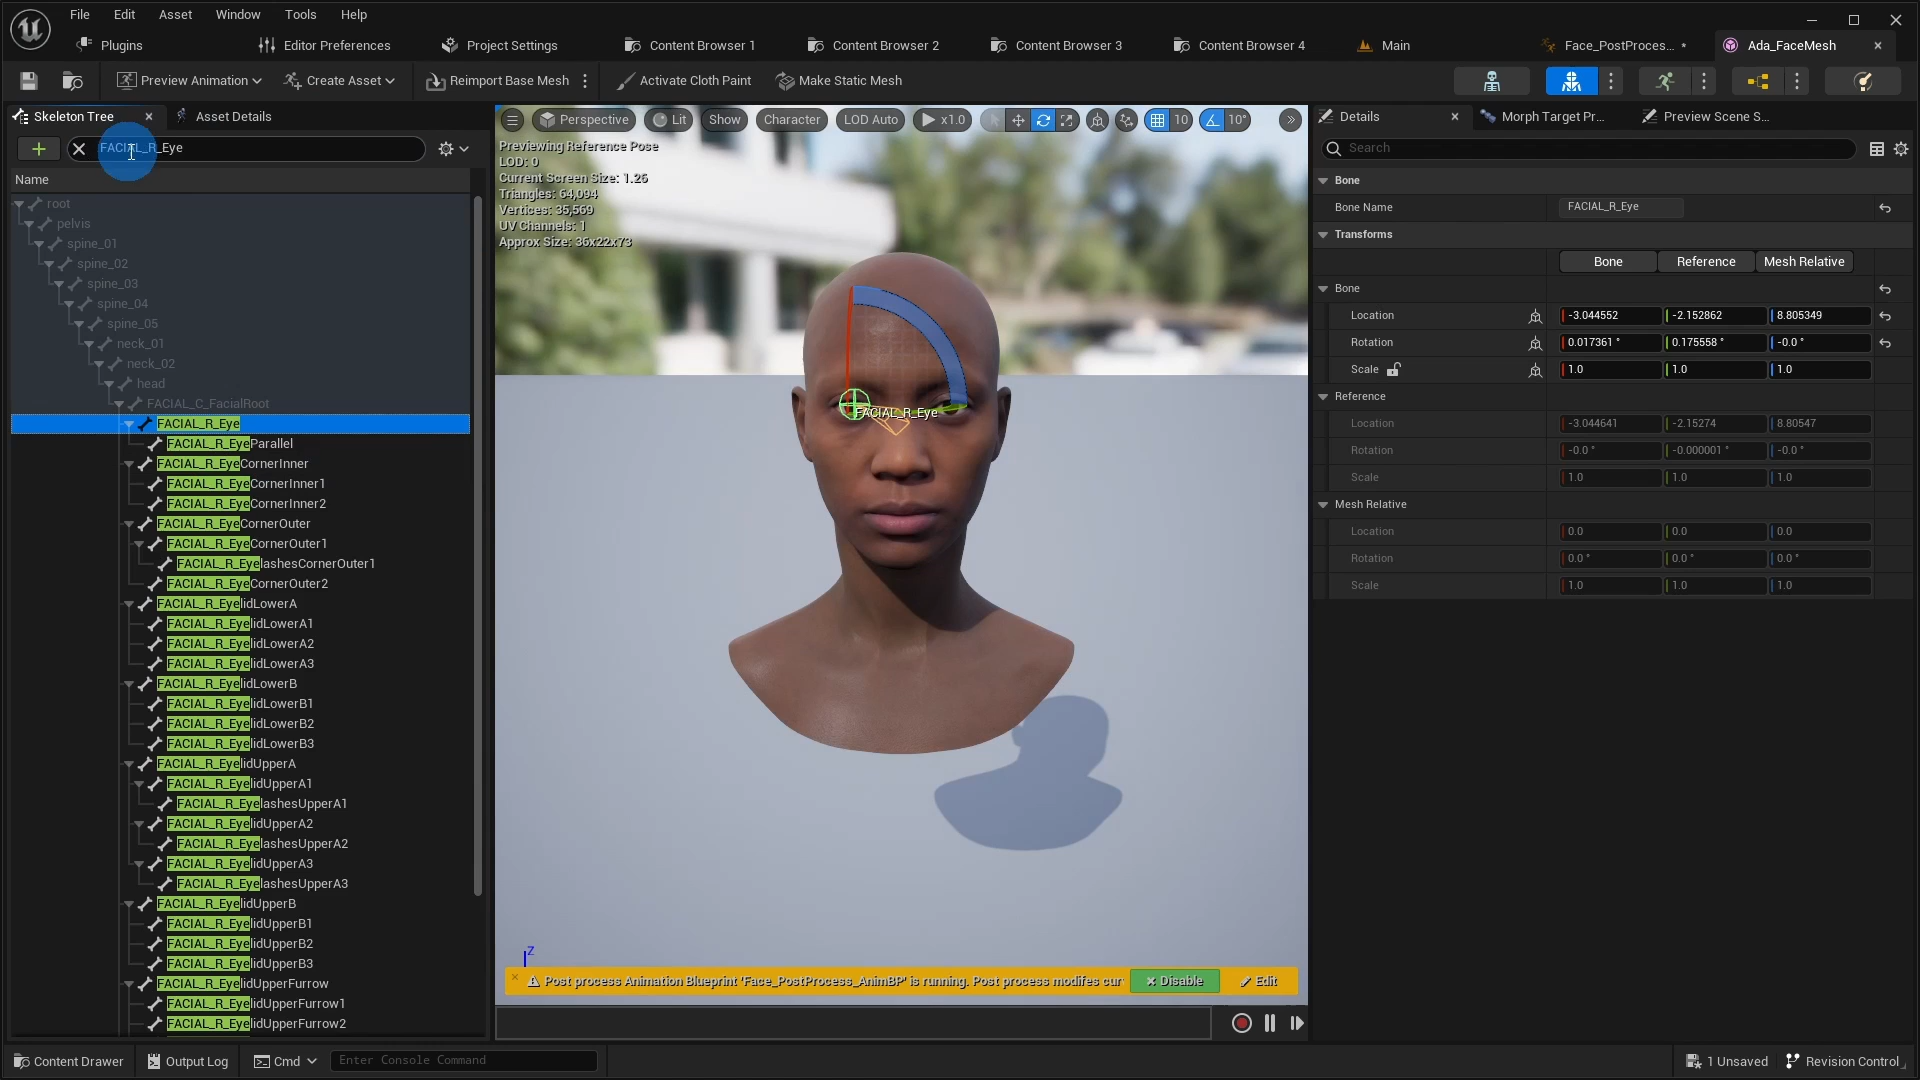 File Edit Asset Window Tools Help
Plugins Editor Preferences Project Settings Content Browser 1 Content Browser 2 Content Browser 3 Content Browser 4 Main Face_PostProces... • Ada_FaceMesh
Preview Animation Create Asset Reimport Base Mesh Activate Cloth Paint Make Static Mesh
Skeleton Tree Asset Details
FACIAL_R_Eye
Name
root
pelvis
spine_01
spine_02
spine_03
spine_04
spine_05
neck_01
neck_02
head
FACIAL_C_FacialRoot
FACIAL_R_Eye
FACIAL_R_EyeParallel
FACIAL_R_EyeCornerInner
FACIAL_R_EyeCornerInner1
FACIAL_R_EyeCornerInner2
FACIAL_R_EyeCornerOuter
FACIAL_R_EyeCornerOuter1
FACIAL_R_EyelashesCornerOuter1
FACIAL_R_EyeCornerOuter2
FACIAL_R_EyelidLowerA
FACIAL_R_EyelidLowerA1
FACIAL_R_EyelidLowerA2
FACIAL_R_EyelidLowerA3
FACIAL_R_EyelidLowerB
FACIAL_R_EyelidLowerB1
FACIAL_R_EyelidLowerB2
FACIAL_R_EyelidLowerB3
FACIAL_R_EyelidUpperA
FACIAL_R_EyelidUpperA1
FACIAL_R_EyelashesUpperA1
FACIAL_R_EyelidUpperA2
FACIAL_R_EyelashesUpperA2
FACIAL_R_EyelidUpperA3
FACIAL_R_EyelashesUpperA3
FACIAL_R_EyelidUpperB
FACIAL_R_EyelidUpperB1
FACIAL_R_EyelidUpperB2
FACIAL_R_EyelidUpperB3
FACIAL_R_EyelidUpperFurrow
FACIAL_R_EyelidUpperFurrow1
FACIAL_R_EyelidUpperFurrow2
Perspective Lit Show Character LOD Auto x1.0 10 10°
Previewing Reference Pose
LOD: 0
Current Screen Size: 1.26
Triangles: 64,094
Vertices: 35,569
UV Channels: 1
Approx Size: 36x22x73
FACIAL_R_Eye
Z
Post process Animation Blueprint 'Face_PostProcess_AnimBP' is running. Post process modifes cur Disable Edit
Details Morph Target Pr... Preview Scene S...
Search
Bone
Bone Name FACIAL_R_Eye
Transforms
Bone Reference Mesh Relative
Bone
Location -3.044552 -2.152862 8.805349
Rotation 0.017361 ° 0.175558 ° -0.0 °
Scale 1.0 1.0 1.0
Reference
Location -3.044641 -2.15274 8.80547
Rotation -0.0 ° -0.000001 ° -0.0 °
Scale 1.0 1.0 1.0
Mesh Relative
Location 0.0 0.0 0.0
Rotation 0.0 ° 0.0 ° 0.0 °
Scale 1.0 1.0 1.0
Content Drawer Output Log Cmd Enter Console Command 1 Unsaved Revision Control